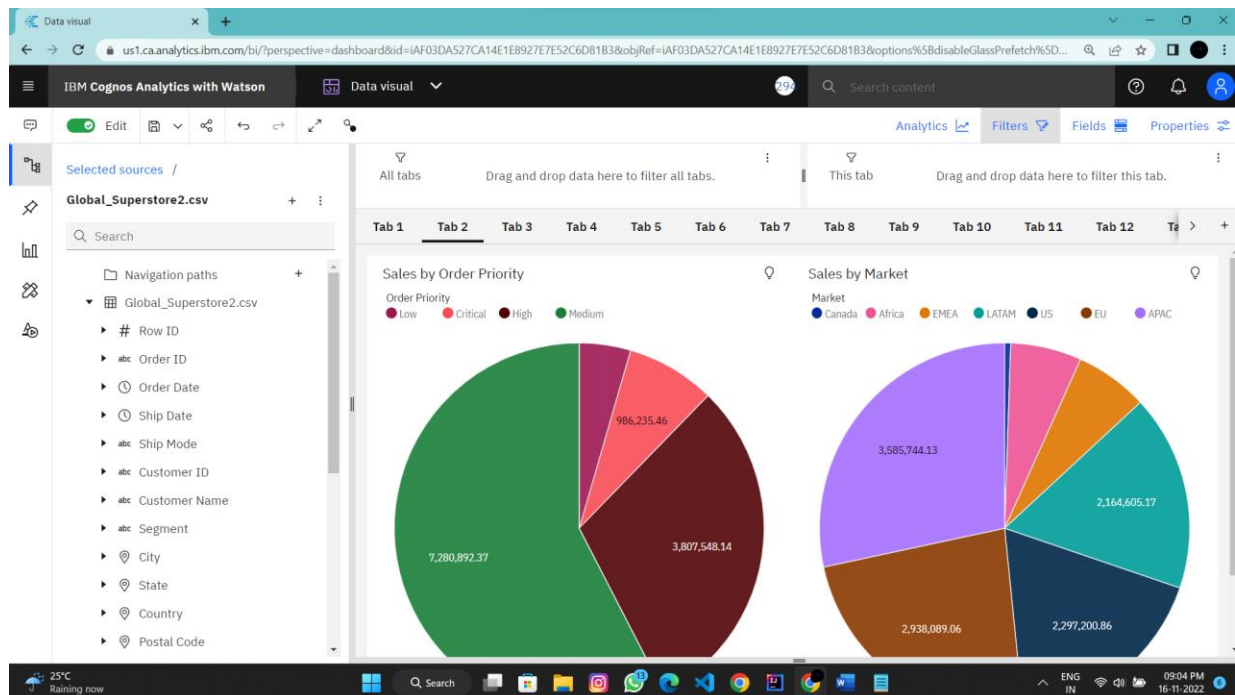 Data visual
us1.ca.analytics.ibm.com/bi/?perspective=dashboard&id=iAF03DA527CA14E1E8927E7E52C6D81B3&objRef=iAF03DA527CA14E1E8927E7E52C6D81B3&options%5BdisableGlassPrefetch%5D...
IBM Cognos Analytics with Watson
Data visual
294
Search content
Edit
Analytics
Filters
Fields
Properties
Selected sources /
Global_Superstore2.csv
Search
Navigation paths
Global_Superstore2.csv
# Row ID
abc Order ID
Order Date
Ship Date
abc Ship Mode
abc Customer ID
abc Customer Name
abc Segment
City
State
Country
Postal Code
All tabs
Drag and drop data here to filter all tabs.
This tab
Drag and drop data here to filter this tab.
Tab 1 Tab 2 Tab 3 Tab 4 Tab 5 Tab 6 Tab 7 Tab 8 Tab 9 Tab 10 Tab 11 Tab 12
Sales by Order Priority
Order Priority
Low Critical High Medium
986,235.46
3,807,548.14
7,280,892.37
Sales by Market
Market
Canada Africa EMEA LATAM US EU APAC
3,585,744.13
2,164,605.17
2,938,089.06
2,297,200.86
25°C
Raining now
Search
13
ENG
IN
09:04 PM
16-11-2022
6